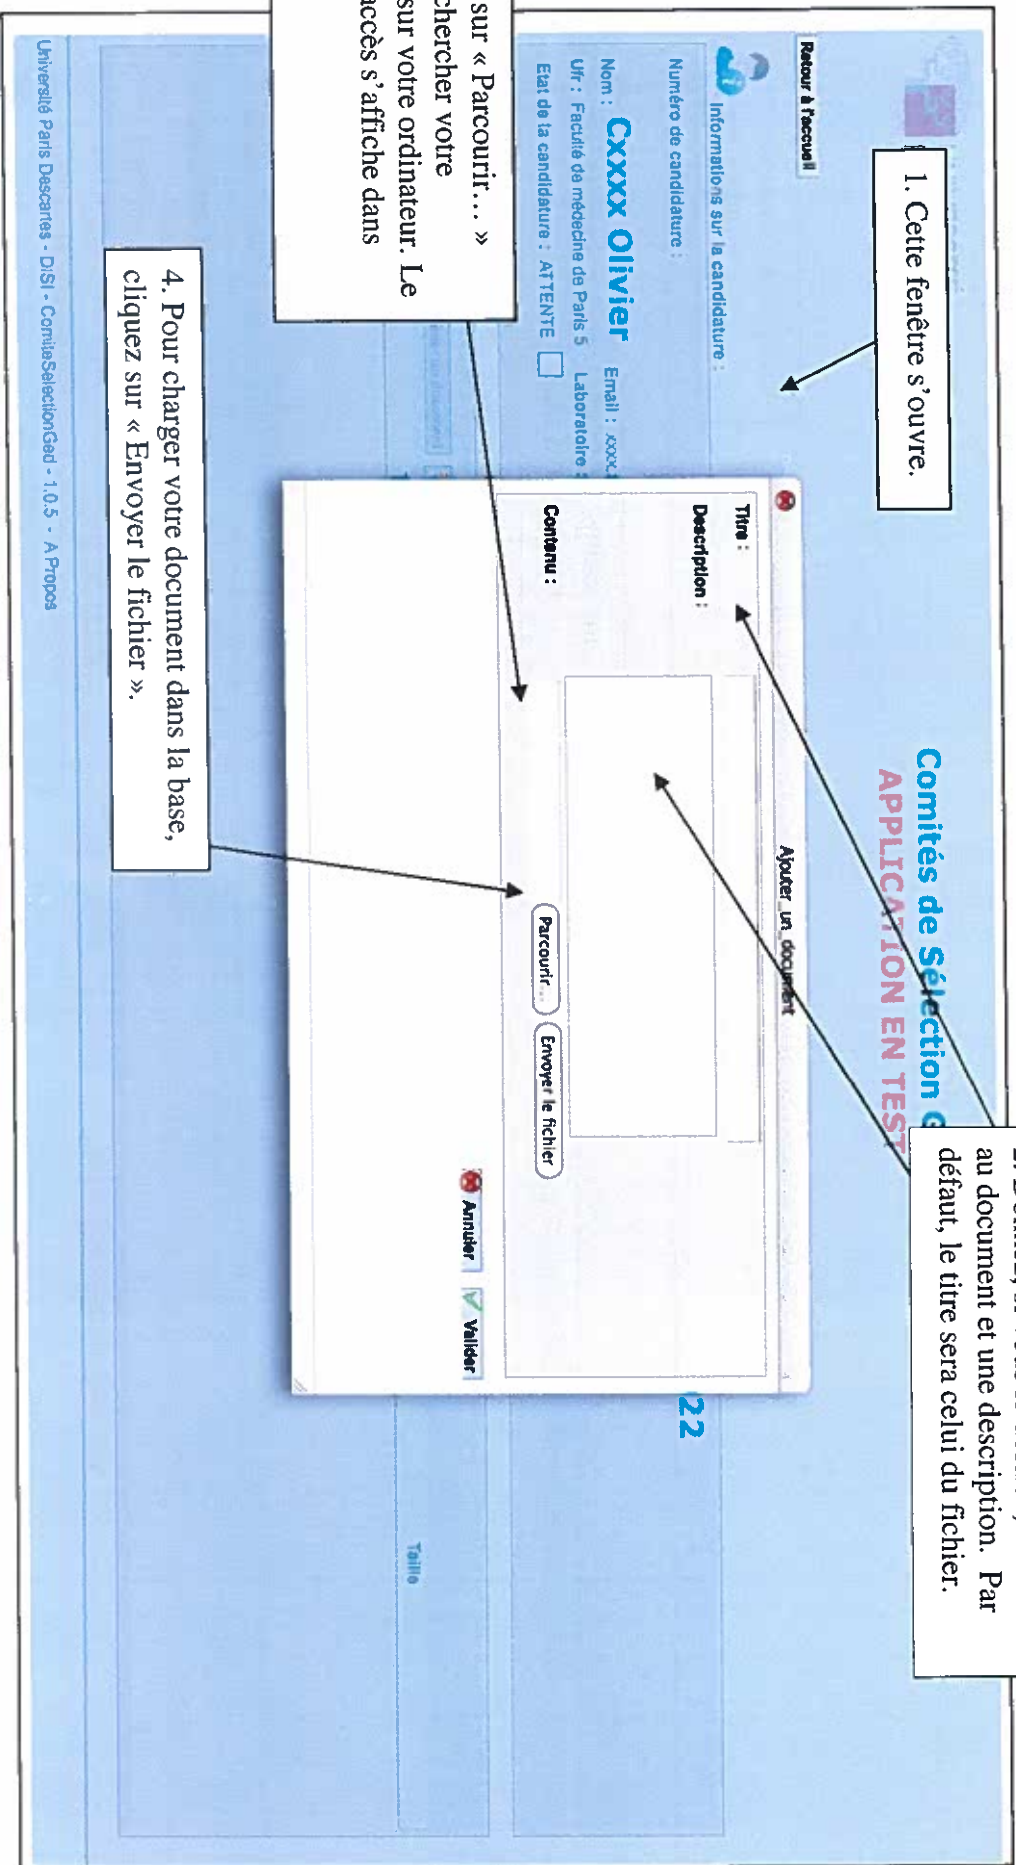 1. Cette fenêtre s'ouvre.
Comités de Sélection
APPLICATION EN TEST
au document et une description. Par
défaut, le titre sera celui du fichier.
Retour à l'accueil
Informations sur la candidature :
Numéro de candidature :
Nom : Cxxxx Olivier Email : xxxx.
Ufr : Faculté de médecine de Paris 5 Laboratoire :
Etat de la candidature : ATTENTE
22
Ajouter_un_document
Titre :
Description :
Contenu :
Parcourir... Envoyer le fichier
Annuler Valider
Taille
sur « Parcourir... »
chercher votre
sur votre ordinateur. Le
accès s'affiche dans
4. Pour charger votre document dans la base,
cliquez sur « Envoyer le fichier ».
Université Paris Descartes - DISI - ComiteSelectionGed - 1.0.5 - A Propos